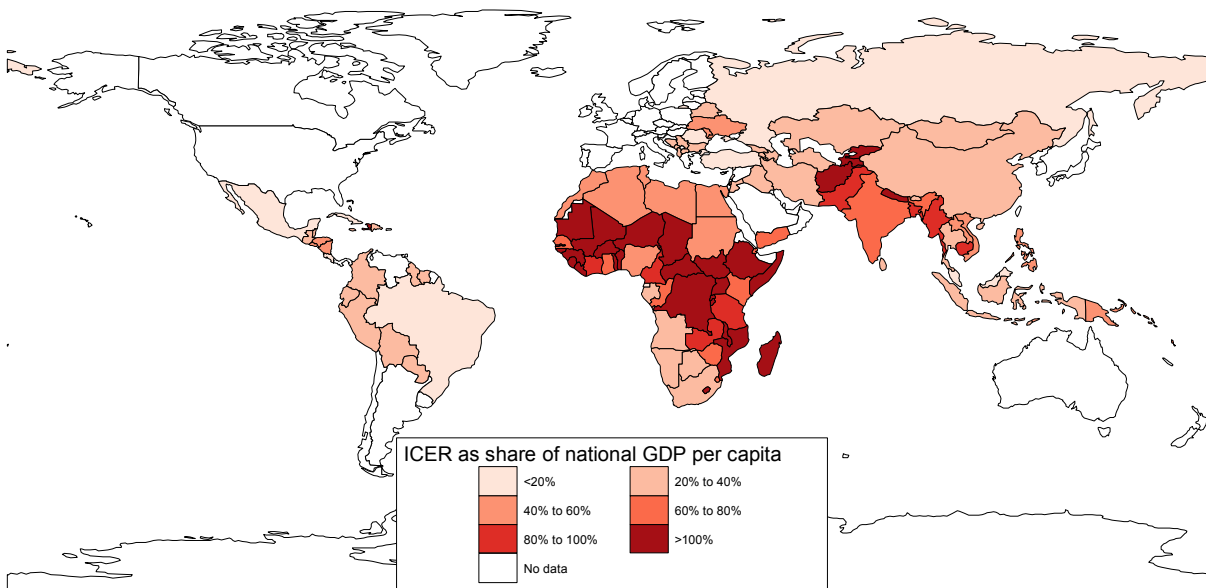 ICER as share of national GDP per capita
<20% 20% to 40%
40% to 60% 60% to 80%
80% to 100% >100%
No data